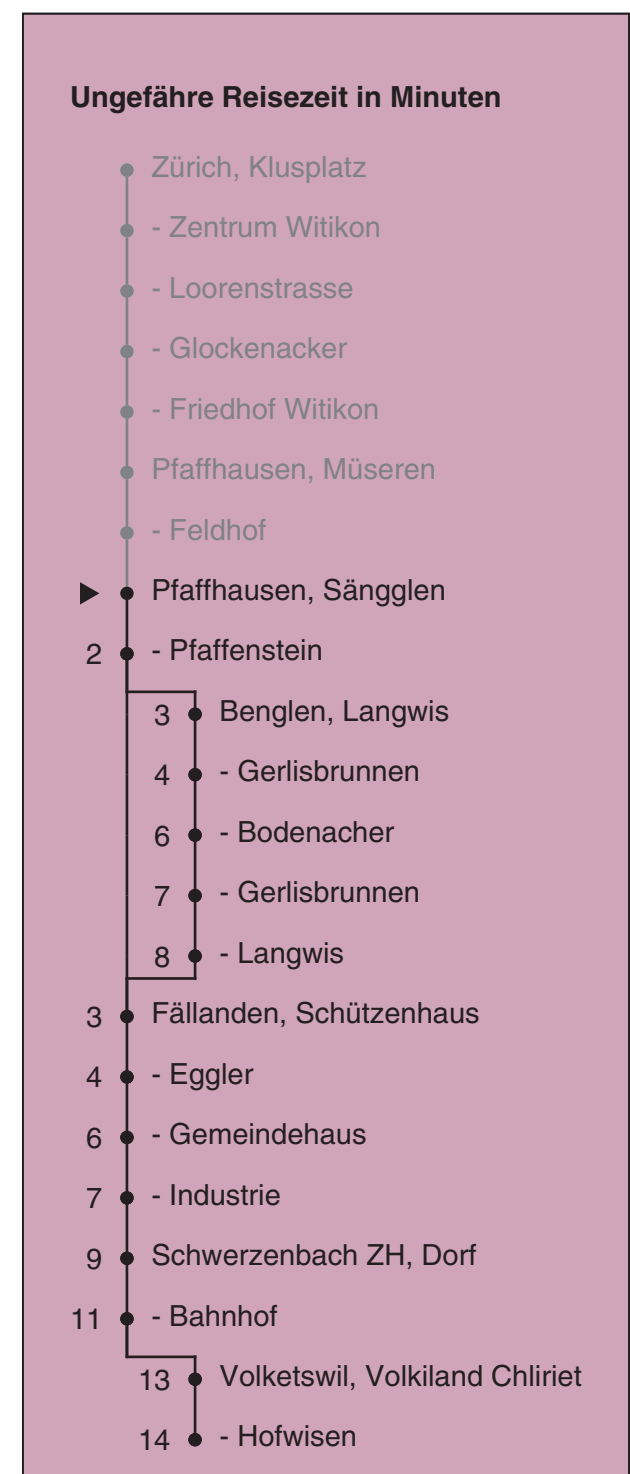 Ungefähre Reisezeit in Minuten
Zürich, Klusplatz
- Zentrum Witikon
- Loorenstrasse
- Glockenacker
- Friedhof Witikon
Pfaffhausen, Müseren
- Feldhof
Pfaffhausen, Sängglen
2 - Pfaffenstein
3 Benglen, Langwis
4 - Gerlisbrunnen
6 - Bodenacher
7 - Gerlisbrunnen
8 - Langwis
3 Fällanden, Schützenhaus
4 - Eggler
6 - Gemeindehaus
7 - Industrie
9 Schwerzenbach ZH, Dorf
11 - Bahnhof
13 Volketswil, Volkiland Chliriet
14 - Hofwisen